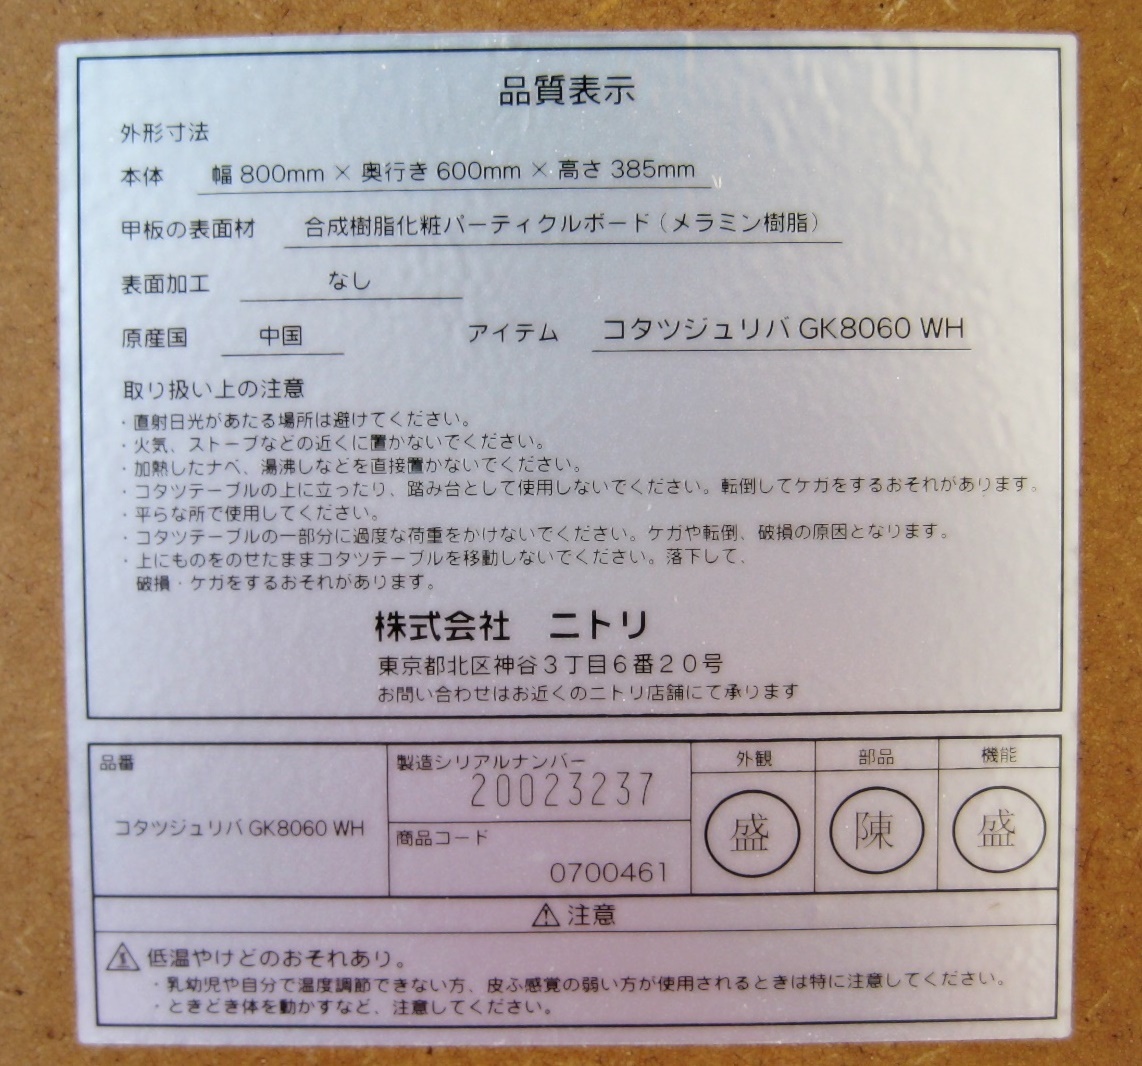 品質表示
外形寸法
本体 幅 800mm × 奥行き 600mm × 高さ 385mm
甲板の表面材 合成樹脂化粧パーティクルボード（メラミン樹脂）
表面加工 なし
原産国 中国 アイテム コタツジュリバ GK8060 WH
取り扱い上の注意
・直射日光があたる場所は避けてください。
・火気、ストーブなどの近くに置かないでください。
・加熱したナベ、湯沸しなどを直接置かないでください。
・コタツテーブルの上に立ったり、踏み台として使用しないでください。転倒してケガをするおそれがあります。
・平らな所で使用してください。
・コタツテーブルの一部分に過度な荷重をかけないでください。ケガや転倒、破損の原因となります。
・上にものをのせたままコタツテーブルを移動しないでください。落下して、
破損・ケガをするおそれがあります。
株式会社 ニトリ
東京都北区神谷３丁目６番２０号
お問い合わせはお近くのニトリ店舗にて承ります
品番 製造シリアルナンバー 外観 部品 機能
20023237
コタツジュリバ GK8060 WH 盛 陳 盛
商品コード
0700461
⚠ 注意
低温やけどのおそれあり。
・乳幼児や自分で温度調節できない方、皮ふ感覚の弱い方が使用されるときは特に注意してください。
・ときどき体を動かすなど、注意してください。